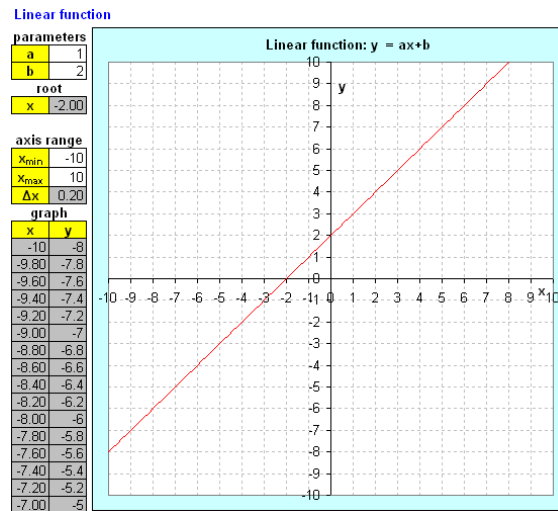 Linear function
parameters
a 1
b 2
root
x -2.00
axis range
xmin -10
xmax 10
Δx 0.20
graph
x y
-10 -8
-9.80 -7.8
-9.60 -7.6
-9.40 -7.4
-9.20 -7.2
-9.00 -7
-8.80 -6.8
-8.60 -6.6
-8.40 -6.4
-8.20 -6.2
-8.00 -6
-7.80 -5.8
-7.60 -5.6
-7.40 -5.4
-7.20 -5.2
-7.00 -5
Linear function: y = ax+b
y
10
9
8
7
6
5
4
3
2
1
0
-10 -9 -8 -7 -6 -5 -4 -3 -2 -1 0 1 2 3 4 5 6 7 8 9 10
x
-1
-2
-3
-4
-5
-6
-7
-8
-9
-10